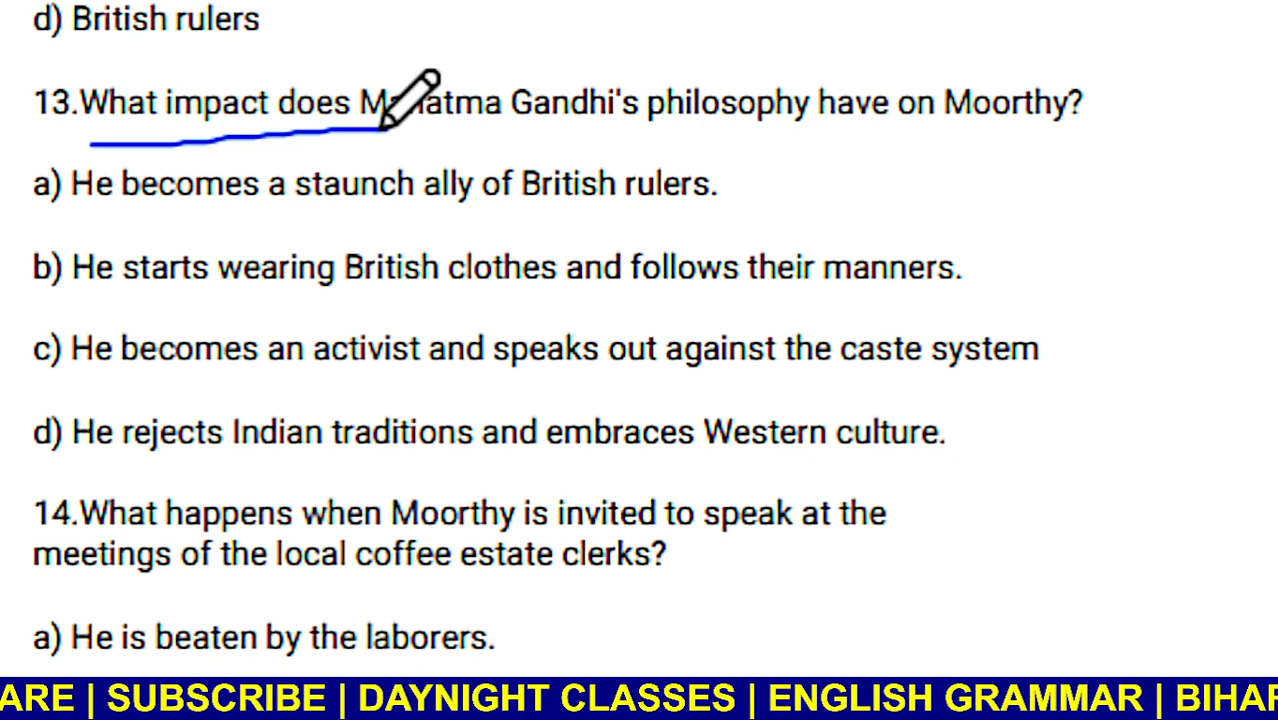 d) British rulers
13.What impact does Mahatma Gandhi's philosophy have on Moorthy?
a) He becomes a staunch ally of British rulers.
b) He starts wearing British clothes and follows their manners.
c) He becomes an activist and speaks out against the caste system
d) He rejects Indian traditions and embraces Western culture.
14.What happens when Moorthy is invited to speak at the
meetings of the local coffee estate clerks?
a) He is beaten by the laborers.
ARE | SUBSCRIBE | DAYNIGHT CLASSES | ENGLISH GRAMMAR | BIHAR